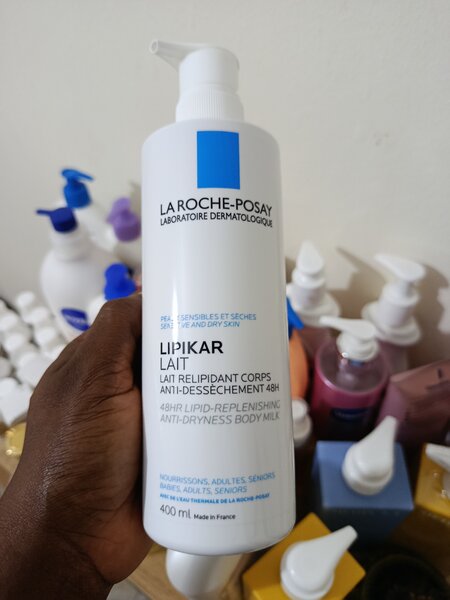 LA ROCHE-POSAY
LABORATOIRE DERMATOLOGIQUE
PEAUX SENSIBLES ET SÈCHES
SENSITIVE AND DRY SKIN
LIPIKAR
LAIT
LAIT RELIPIDANT CORPS
ANTI-DESSÈCHEMENT 48H
48HR LIPID-REPLENISHING
ANTI-DRYNESS BODY MILK
NOURRISSONS, ADULTES, SÉNIORS
BABIES, ADULTS, SENIORS
AVEC DE L'EAU THERMALE DE LA ROCHE-POSAY
400 ml Made in France